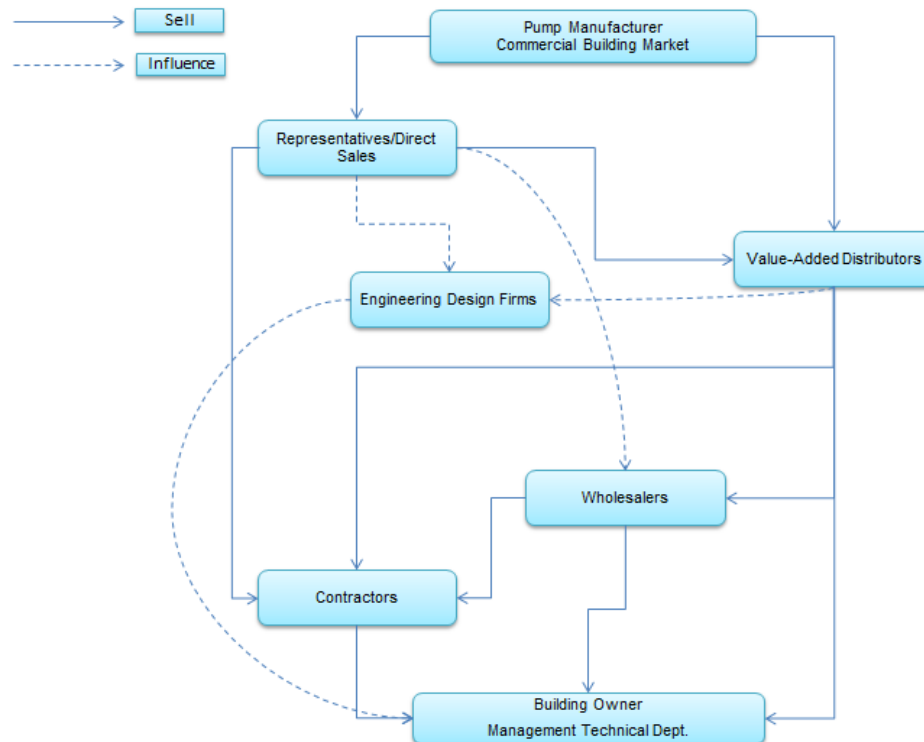 Sell
Influence
Pump Manufacturer
Commercial Building Market
Representatives/Direct
Sales
Value-Added Distributors
Engineering Design Firms
Wholesalers
Contractors
Building Owner
Management Technical Dept.